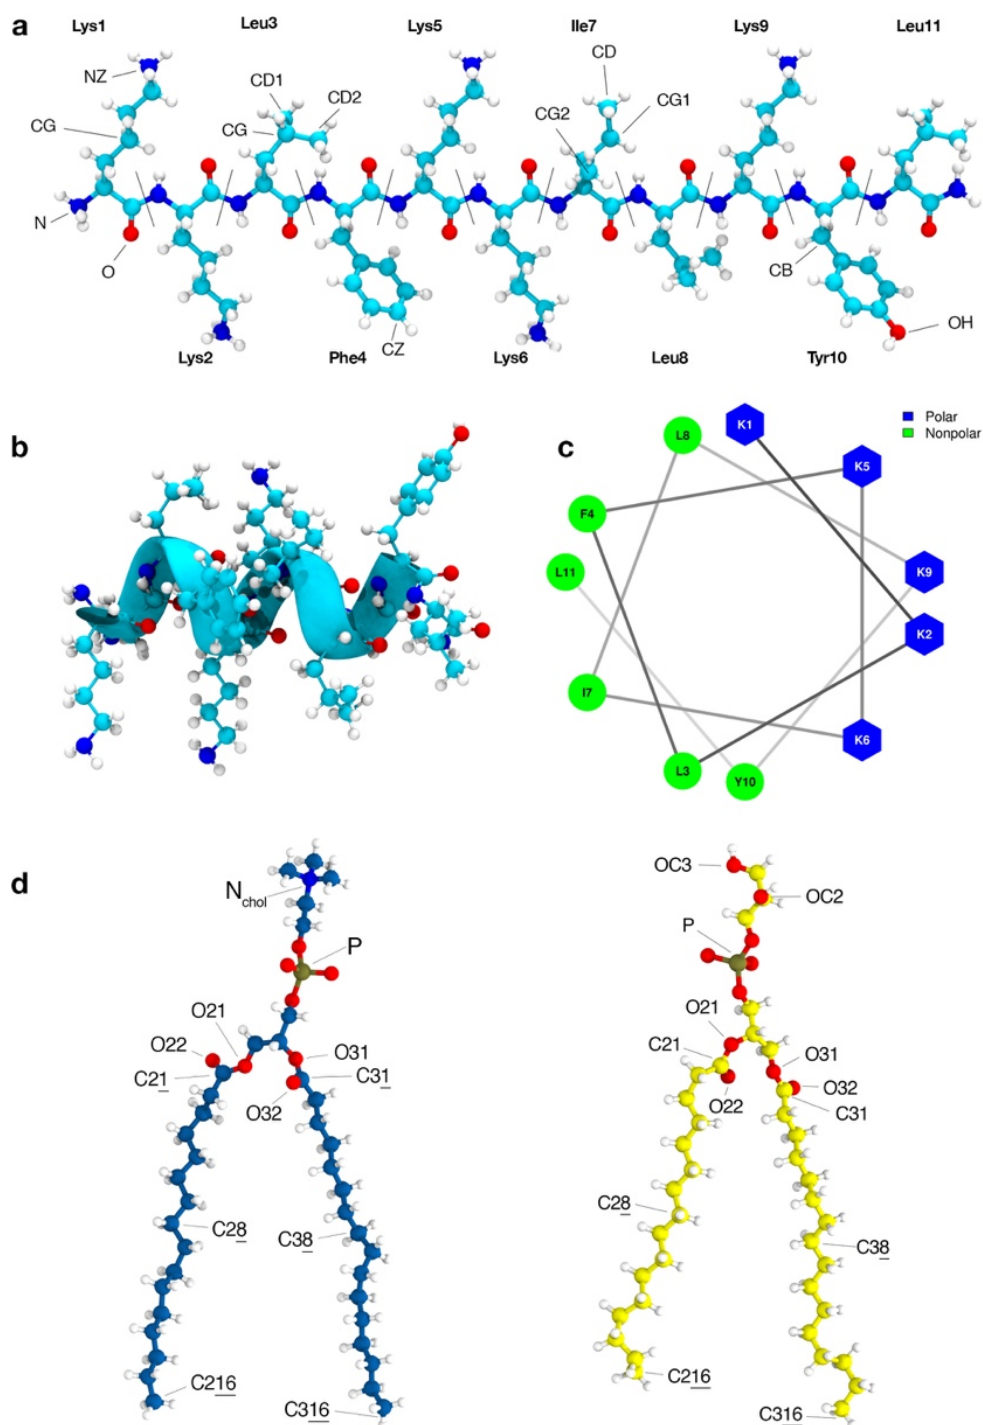 a
Lys1
Leu3
Lys5
Ile7
Lys9
Leu11
NZ
CD1
CD2
CG
CG
CD
CG2
CG1
N
O
CB
CZ
OH
Lys2
Phe4
Lys6
Leu8
Tyr10
b
c
Polar
Nonpolar
K1
L8
K5
F4
L11
K9
K2
I7
K6
L3
Y10
d
Nchol
P
O21
O22
C21
O31
C31
O32
C28
C38
C216
C316
OC3
OC2
P
O21
C21
O31
O22
O32
C31
C28
C38
C216
C316